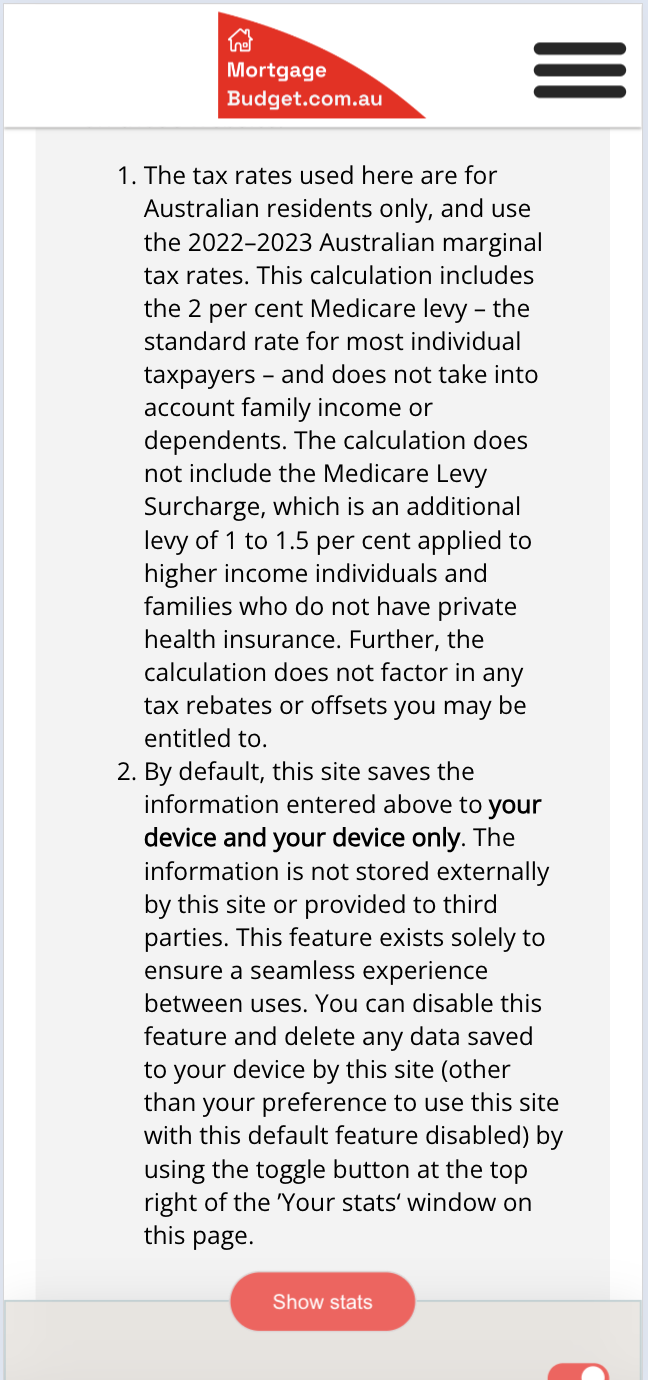 Mortgage
Budget.com.au
1. The tax rates used here are for
Australian residents only, and use
the 2022–2023 Australian marginal
tax rates. This calculation includes
the 2 per cent Medicare levy – the
standard rate for most individual
taxpayers – and does not take into
account family income or
dependents. The calculation does
not include the Medicare Levy
Surcharge, which is an additional
levy of 1 to 1.5 per cent applied to
higher income individuals and
families who do not have private
health insurance. Further, the
calculation does not factor in any
tax rebates or offsets you may be
entitled to.
2. By default, this site saves the
information entered above to your
device and your device only. The
information is not stored externally
by this site or provided to third
parties. This feature exists solely to
ensure a seamless experience
between uses. You can disable this
feature and delete any data saved
to your device by this site (other
than your preference to use this site
with this default feature disabled) by
using the toggle button at the top
right of the ’Your stats‘ window on
this page.
Show stats